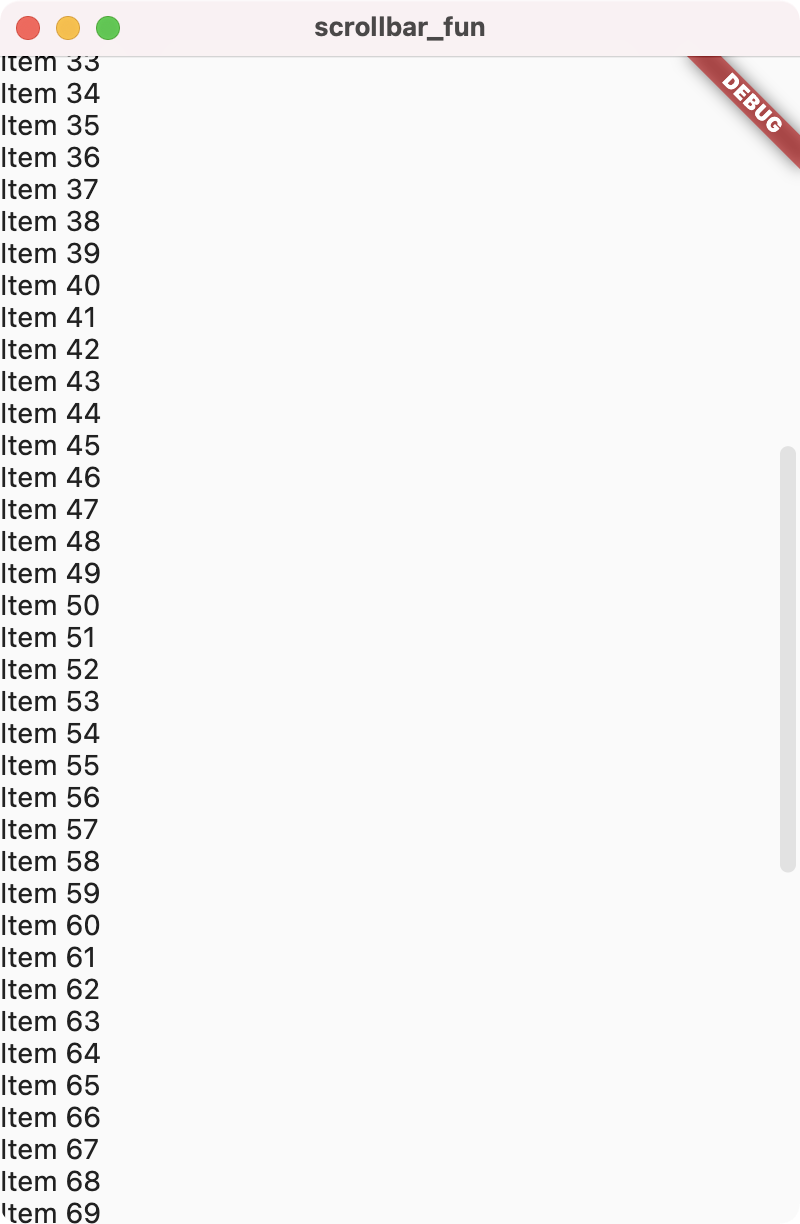 scrollbar_fun
Item 33
DEBUG
Item 34
Item 35
Item 36
Item 37
Item 38
Item 39
Item 40
Item 41
Item 42
Item 43
Item 44
Item 45
Item 46
Item 47
Item 48
Item 49
Item 50
Item 51
Item 52
Item 53
Item 54
Item 55
Item 56
Item 57
Item 58
Item 59
Item 60
Item 61
Item 62
Item 63
Item 64
Item 65
Item 66
Item 67
Item 68
Item 69